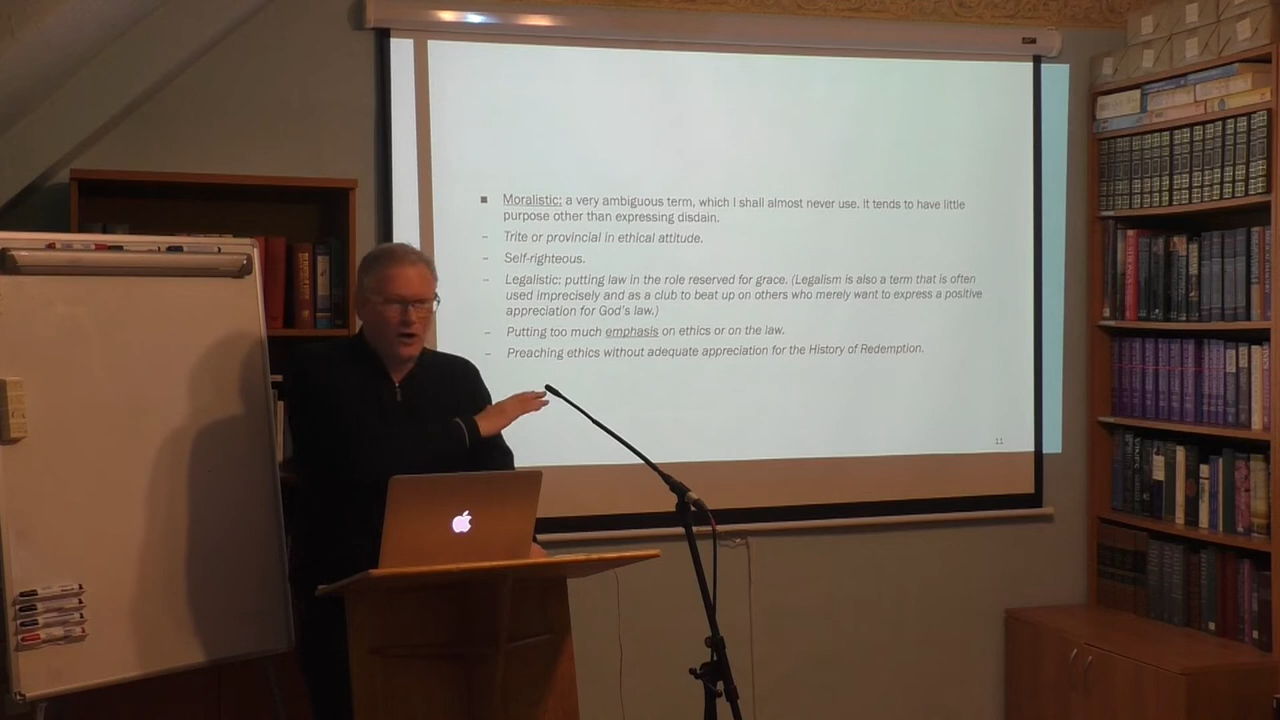 Moralistic: a very ambiguous term, which I shall almost never use. It tends to have little
purpose other than expressing disdain.
– Trite or provincial in ethical attitude.
– Self-righteous.
– Legalistic: putting law in the role reserved for grace. (Legalism is also a term that is often
used imprecisely and as a club to beat up on others who merely want to express a positive
appreciation for God's law.)
– Putting too much emphasis on ethics or on the law.
– Preaching ethics without adequate appreciation for the History of Redemption.
11